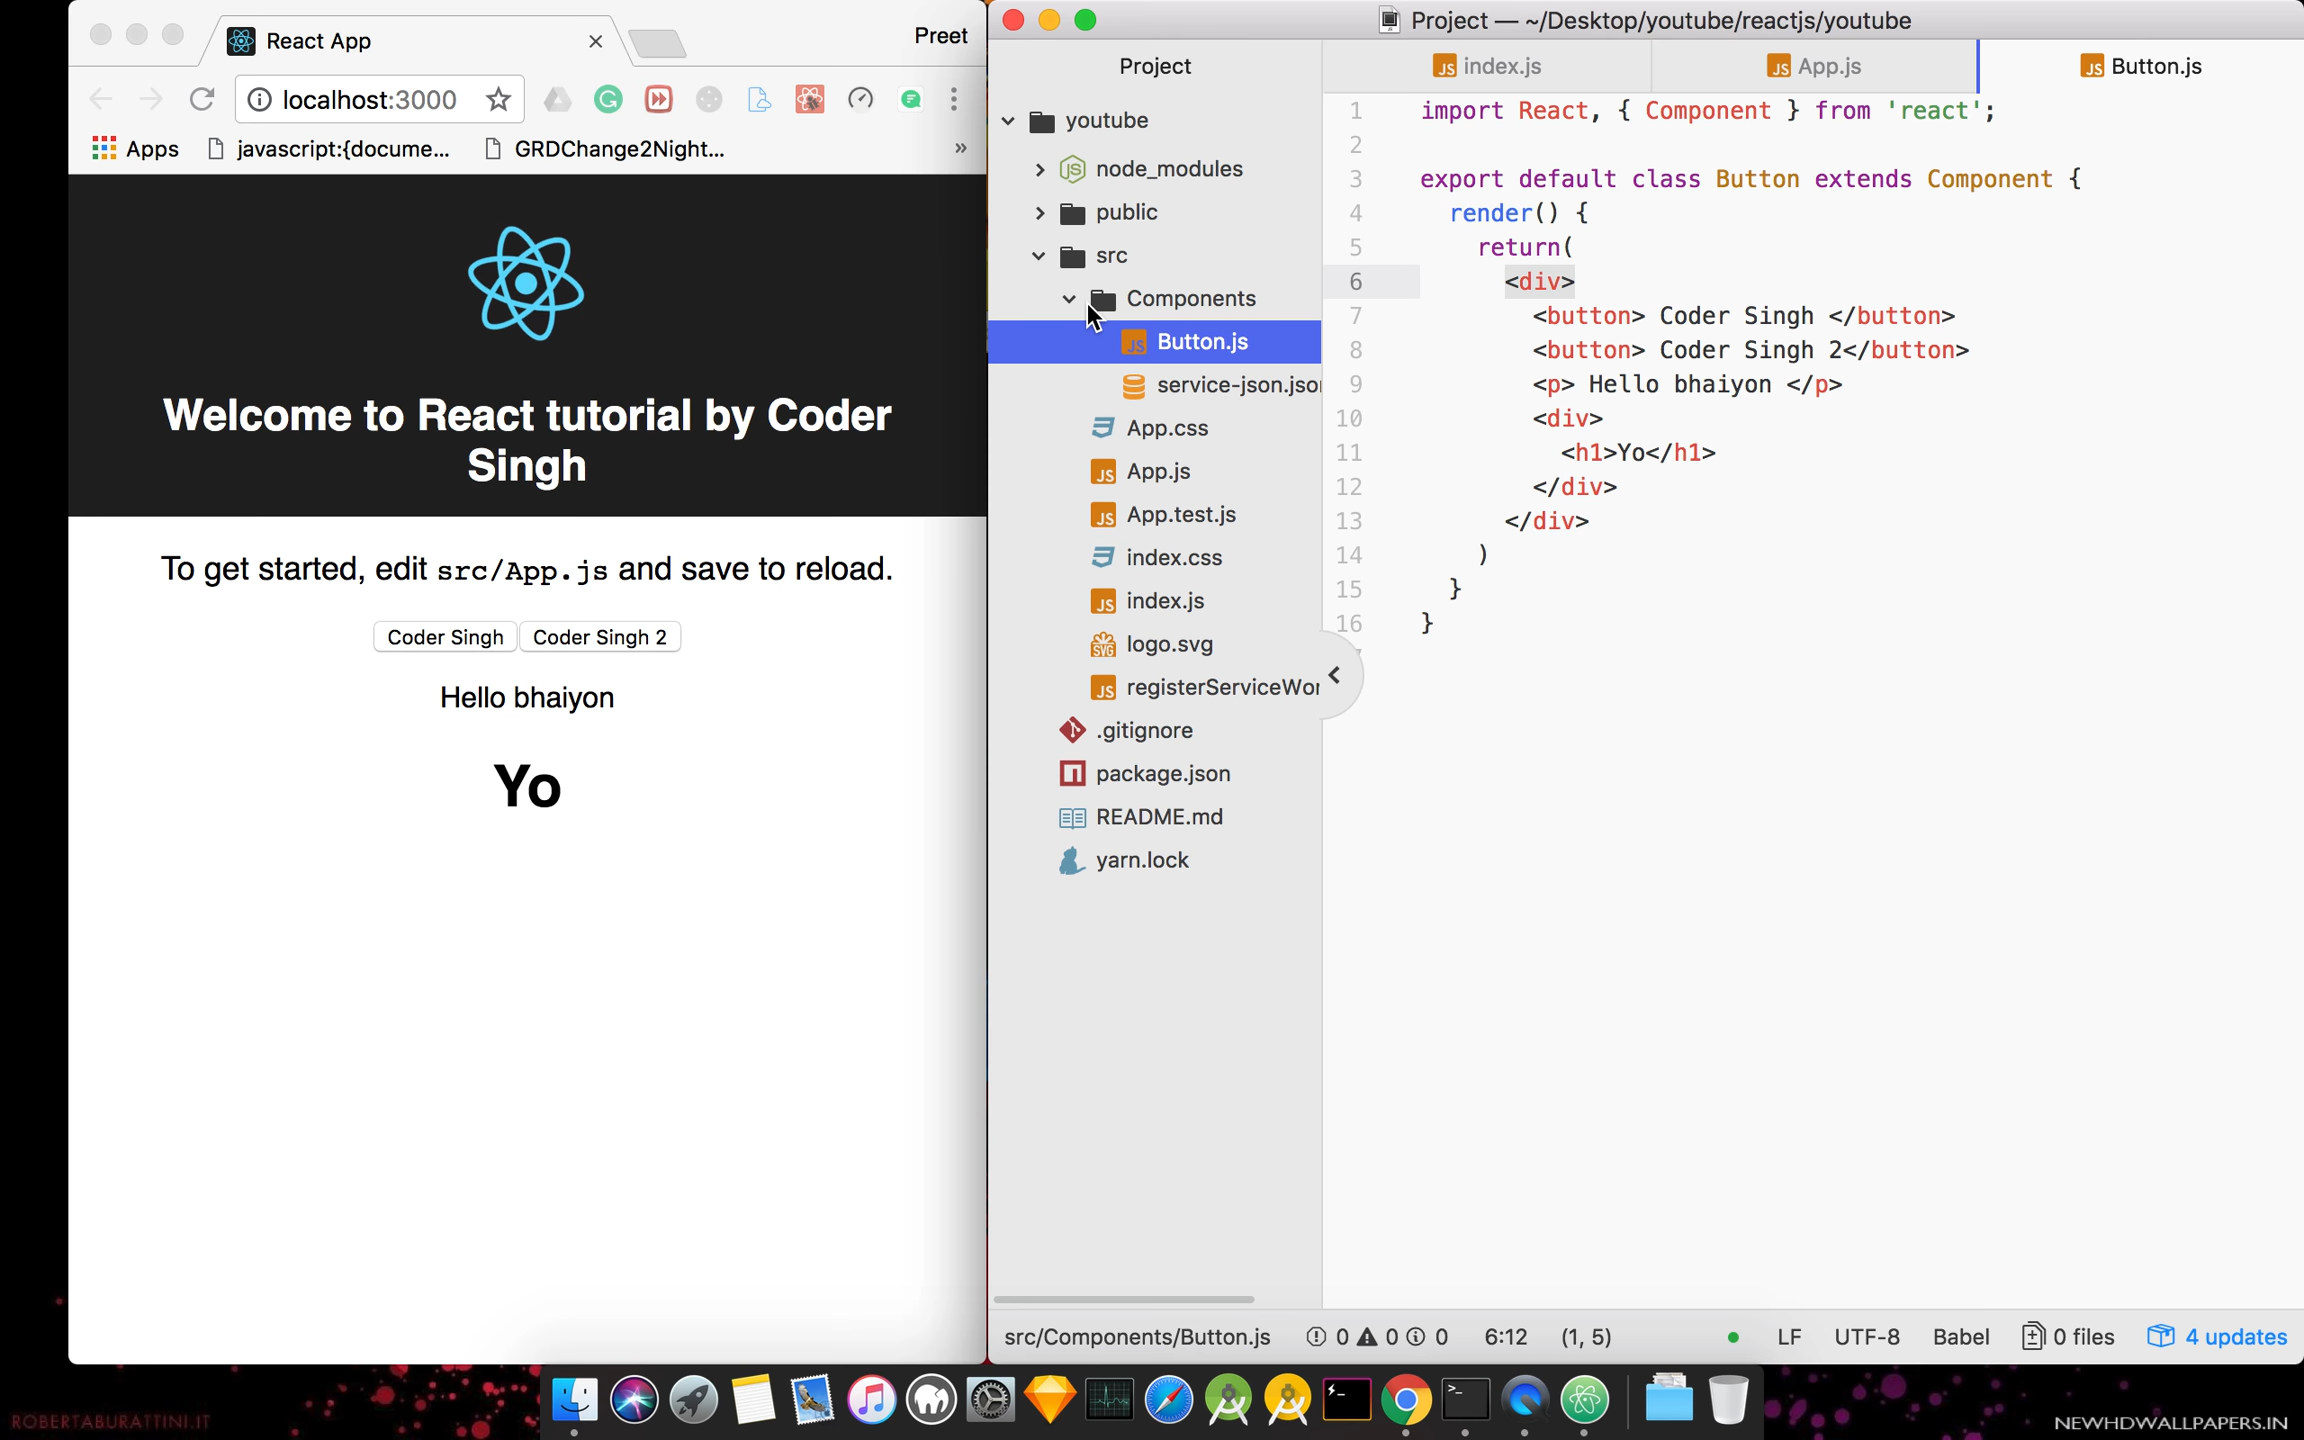 React App
Preet
localhost:3000
Apps
javascript:{docume...
GRDChange2Night...
»
Welcome to React tutorial by Coder
Singh
To get started, edit src/App.js and save to reload.
Coder Singh
Coder Singh 2
Hello bhaiyon
Yo
Project — ~/Desktop/youtube/reactjs/youtube
Project
youtube
node_modules
public
src
Components
Button.js
service-json.jso
App.css
App.js
App.test.js
index.css
index.js
logo.svg
registerServiceWor
.gitignore
package.json
README.md
yarn.lock
index.js
App.js
Button.js
1 import React, { Component } from 'react';
2
3 export default class Button extends Component {
4 render() {
5 return(
6 <div>
7 <button> Coder Singh </button>
8 <button> Coder Singh 2</button>
9 <p> Hello bhaiyon </p>
10 <div>
11 <h1>Yo</h1>
12 </div>
13 </div>
14 )
15 }
16 }
src/Components/Button.js 0 0 0 6:12 (1, 5) LF UTF-8 Babel 0 files 4 updates
ROBERTABURATTINI.IT
NEWHDWALLPAPERS.IN